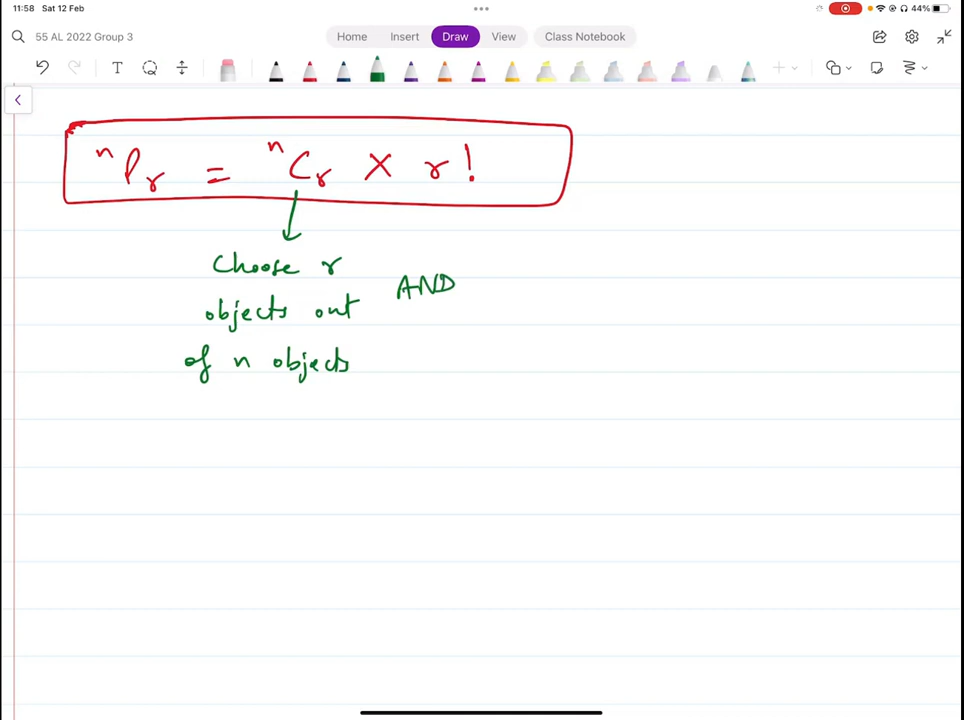 11:58 Sat 12 Feb
44%
55 AL 2022 Group 3
Home Insert Draw View Class Notebook
T
ⁿPᵣ = ⁿCᵣ × r!
Choose r
objects out AND
of n objects